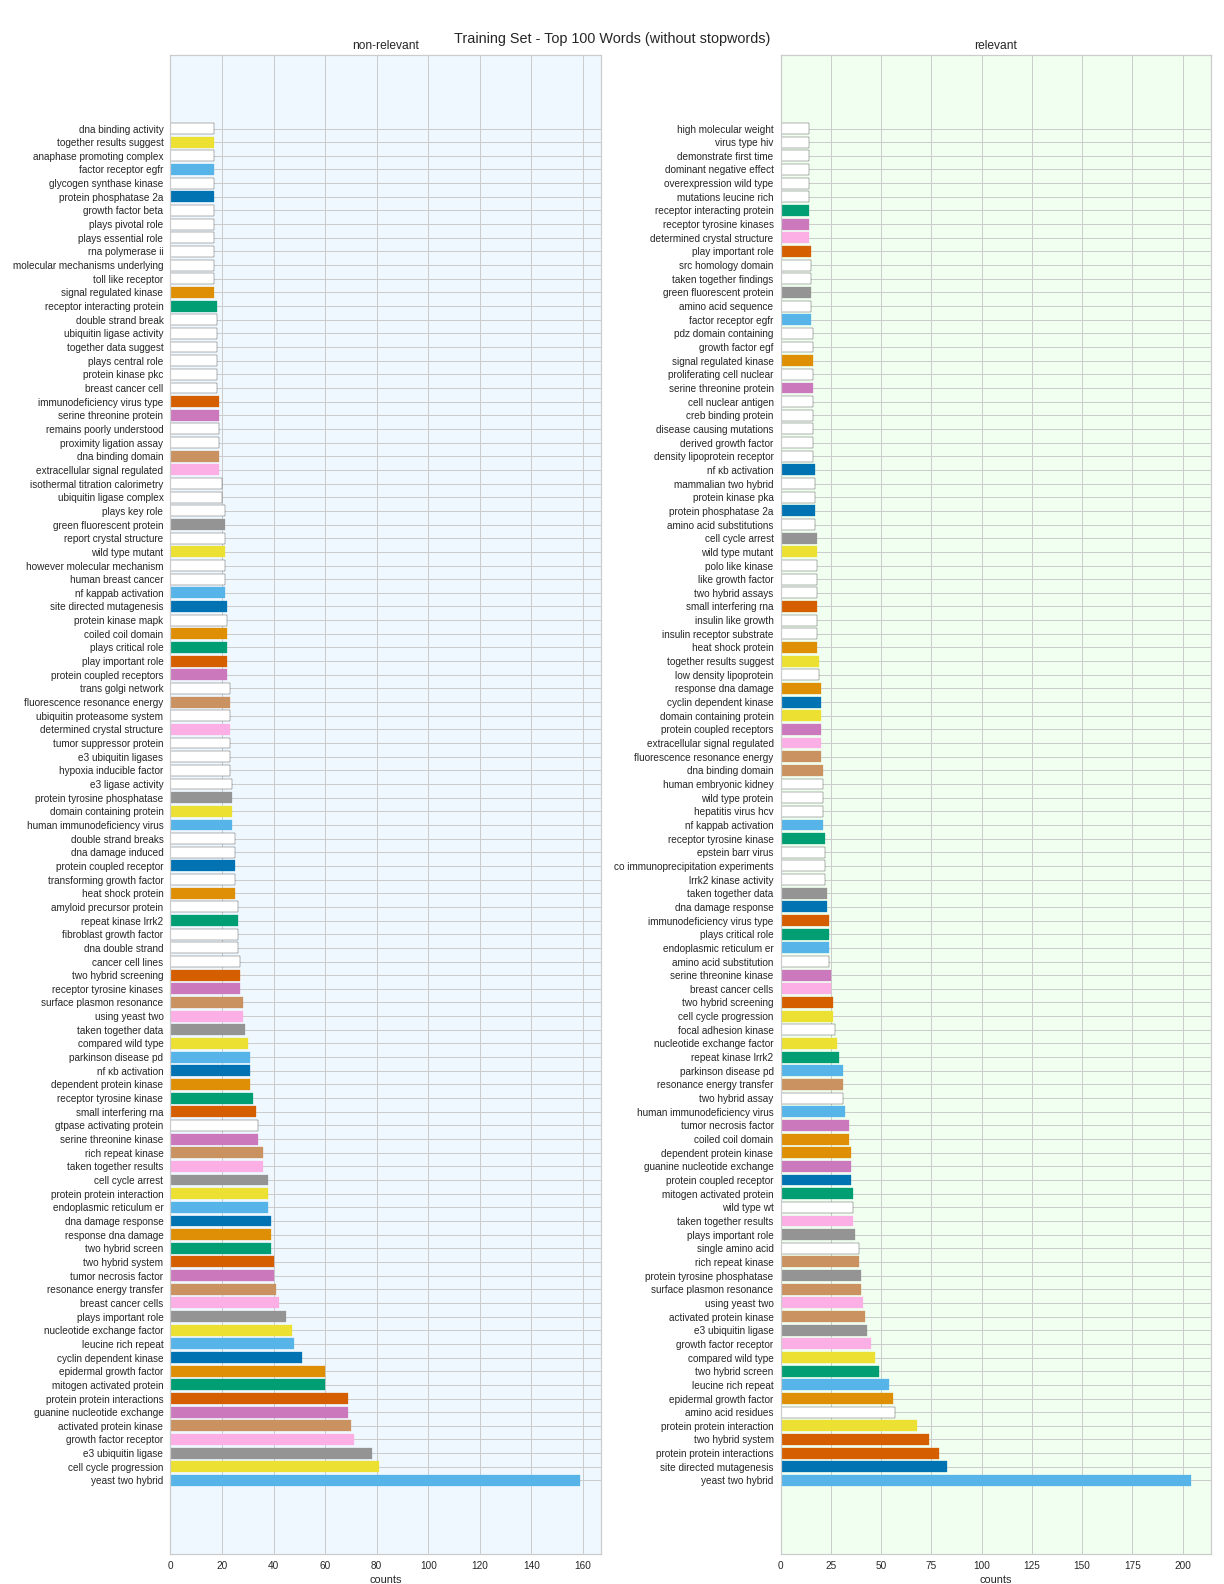 Training Set - Top 100 Words (without stopwords)
non-relevant
dna binding activity
together results suggest
anaphase promoting complex
factor receptor egfr
glycogen synthase kinase
protein phosphatase 2a
growth factor beta
plays pivotal role
plays essential role
rna polymerase ii
molecular mechanisms underlying
toll like receptor
signal regulated kinase
receptor interacting protein
double strand break
ubiquitin ligase activity
together data suggest
plays central role
protein kinase pkc
breast cancer cell
immunodeficiency virus type
serine threonine protein
remains poorly understood
proximity ligation assay
dna binding domain
extracellular signal regulated
isothermal titration calorimetry
ubiquitin ligase complex
plays key role
green fluorescent protein
report crystal structure
wild type mutant
however molecular mechanism
human breast cancer
nf kappab activation
site directed mutagenesis
protein kinase mapk
coiled coil domain
plays critical role
play important role
protein coupled receptors
trans golgi network
fluorescence resonance energy
ubiquitin proteasome system
determined crystal structure
tumor suppressor protein
e3 ubiquitin ligases
hypoxia inducible factor
e3 ligase activity
protein tyrosine phosphatase
domain containing protein
human immunodeficiency virus
double strand breaks
dna damage induced
protein coupled receptor
transforming growth factor
heat shock protein
amyloid precursor protein
repeat kinase lrrk2
fibroblast growth factor
dna double strand
cancer cell lines
two hybrid screening
receptor tyrosine kinases
surface plasmon resonance
using yeast two
taken together data
compared wild type
parkinson disease pd
nf κb activation
dependent protein kinase
receptor tyrosine kinase
small interfering rna
gtpase activating protein
serine threonine kinase
rich repeat kinase
taken together results
cell cycle arrest
protein protein interaction
endoplasmic reticulum er
dna damage response
response dna damage
two hybrid screen
two hybrid system
tumor necrosis factor
resonance energy transfer
breast cancer cells
plays important role
nucleotide exchange factor
leucine rich repeat
cyclin dependent kinase
epidermal growth factor
mitogen activated protein
protein protein interactions
guanine nucleotide exchange
activated protein kinase
growth factor receptor
e3 ubiquitin ligase
cell cycle progression
yeast two hybrid
0 20 40 60 80 100 120 140 160
counts
relevant
high molecular weight
virus type hiv
demonstrate first time
dominant negative effect
overexpression wild type
mutations leucine rich
receptor interacting protein
receptor tyrosine kinases
determined crystal structure
play important role
src homology domain
taken together findings
green fluorescent protein
amino acid sequence
factor receptor egfr
pdz domain containing
growth factor egf
signal regulated kinase
proliferating cell nuclear
serine threonine protein
cell nuclear antigen
creb binding protein
disease causing mutations
derived growth factor
density lipoprotein receptor
nf κb activation
mammalian two hybrid
protein kinase pka
protein phosphatase 2a
amino acid substitutions
cell cycle arrest
wild type mutant
polo like kinase
like growth factor
two hybrid assays
small interfering rna
insulin like growth
insulin receptor substrate
heat shock protein
together results suggest
low density lipoprotein
response dna damage
cyclin dependent kinase
domain containing protein
protein coupled receptors
extracellular signal regulated
fluorescence resonance energy
dna binding domain
human embryonic kidney
wild type protein
hepatitis virus hcv
nf kappab activation
receptor tyrosine kinase
epstein barr virus
co immunoprecipitation experiments
lrrk2 kinase activity
taken together data
dna damage response
immunodeficiency virus type
plays critical role
endoplasmic reticulum er
amino acid substitution
serine threonine kinase
breast cancer cells
two hybrid screening
cell cycle progression
focal adhesion kinase
nucleotide exchange factor
repeat kinase lrrk2
parkinson disease pd
resonance energy transfer
two hybrid assay
human immunodeficiency virus
tumor necrosis factor
coiled coil domain
dependent protein kinase
guanine nucleotide exchange
protein coupled receptor
mitogen activated protein
wild type wt
taken together results
plays important role
single amino acid
rich repeat kinase
protein tyrosine phosphatase
surface plasmon resonance
using yeast two
activated protein kinase
e3 ubiquitin ligase
growth factor receptor
compared wild type
two hybrid screen
leucine rich repeat
epidermal growth factor
amino acid residues
protein protein interaction
two hybrid system
protein protein interactions
site directed mutagenesis
yeast two hybrid
0 25 50 75 100 125 150 175 200
counts